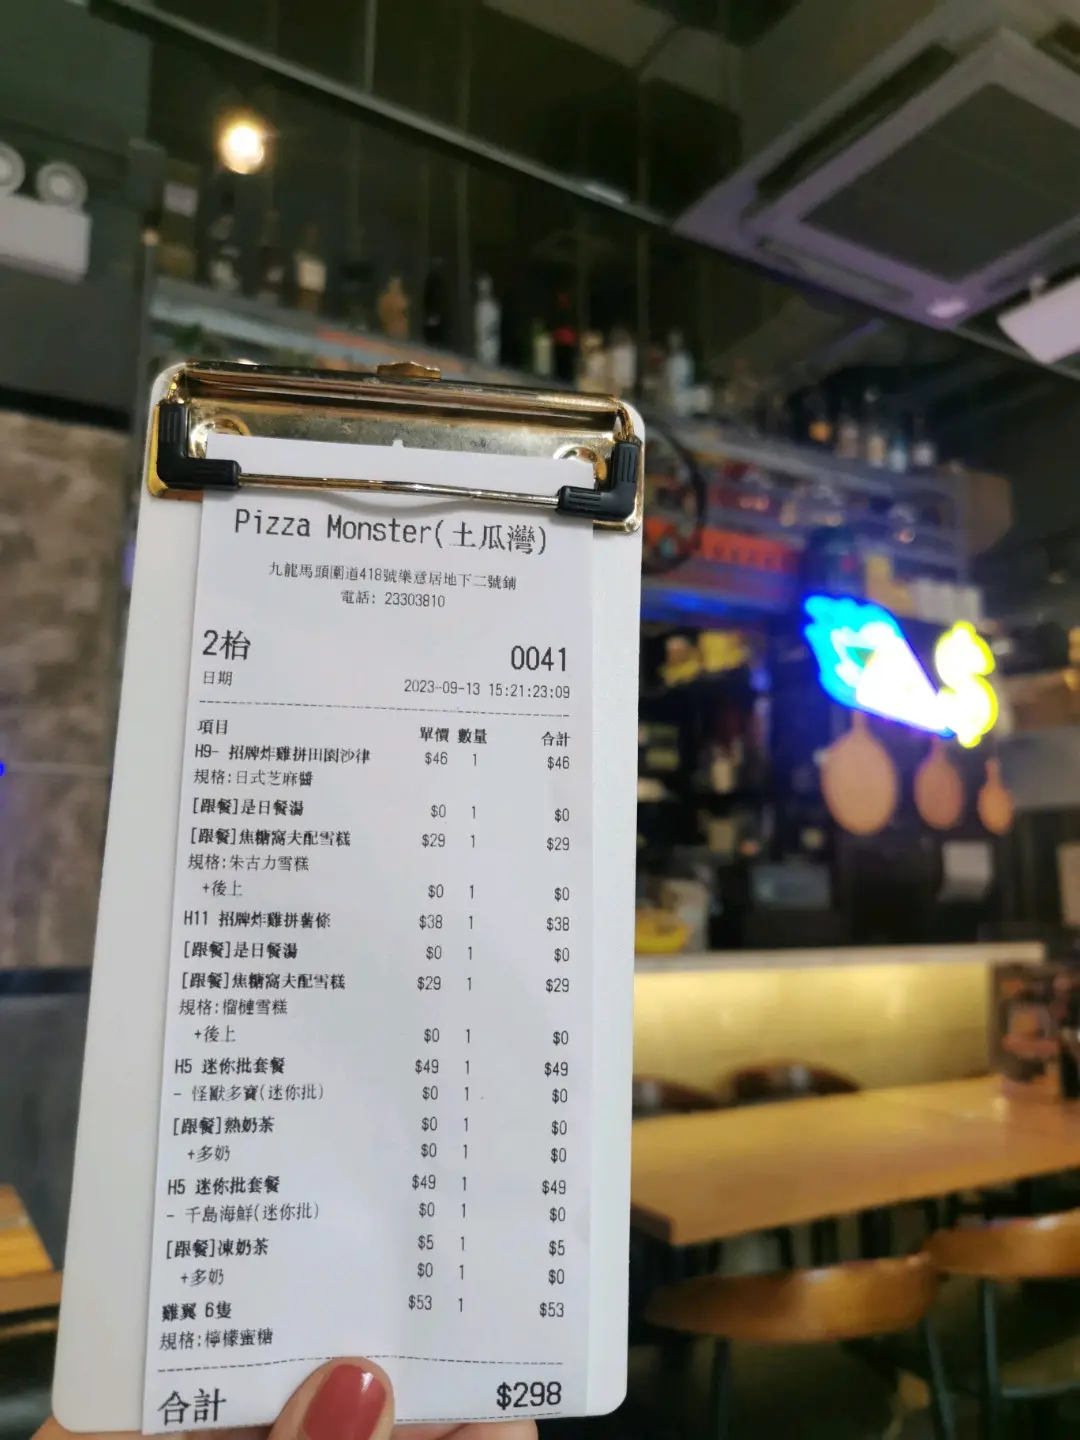 Pizza Monster(土瓜灣)
九龍馬頭圍道418號樂意居地下二號鋪
電話: 23303810
2枱 0041
日期 2023-09-13 15:21:23:09
項目 單價 數量 合計
H9- 招牌炸雞拼田園沙律 $46 1 $46
規格:日式芝麻醬
[跟餐]是日餐湯 $0 1 $0
[跟餐]焦糖窩夫配雪糕 $29 1 $29
規格:朱古力雪糕
+後上 $0 1 $0
H11 招牌炸雞拼薯條 $38 1 $38
[跟餐]是日餐湯 $0 1 $0
[跟餐]焦糖窩夫配雪糕 $29 1 $29
規格:榴槤雪糕
+後上 $0 1 $0
H5 迷你批套餐 $49 1 $49
- 怪獸多寶(迷你批) $0 1 $0
[跟餐]熱奶茶 $0 1 $0
+多奶 $0 1 $0
H5 迷你批套餐 $49 1 $49
- 千島海鮮(迷你批) $0 1 $0
[跟餐]凍奶茶 $5 1 $5
+多奶 $0 1 $0
雞翼 6隻 $53 1 $53
規格:檸檬蜜糖
合計 $298